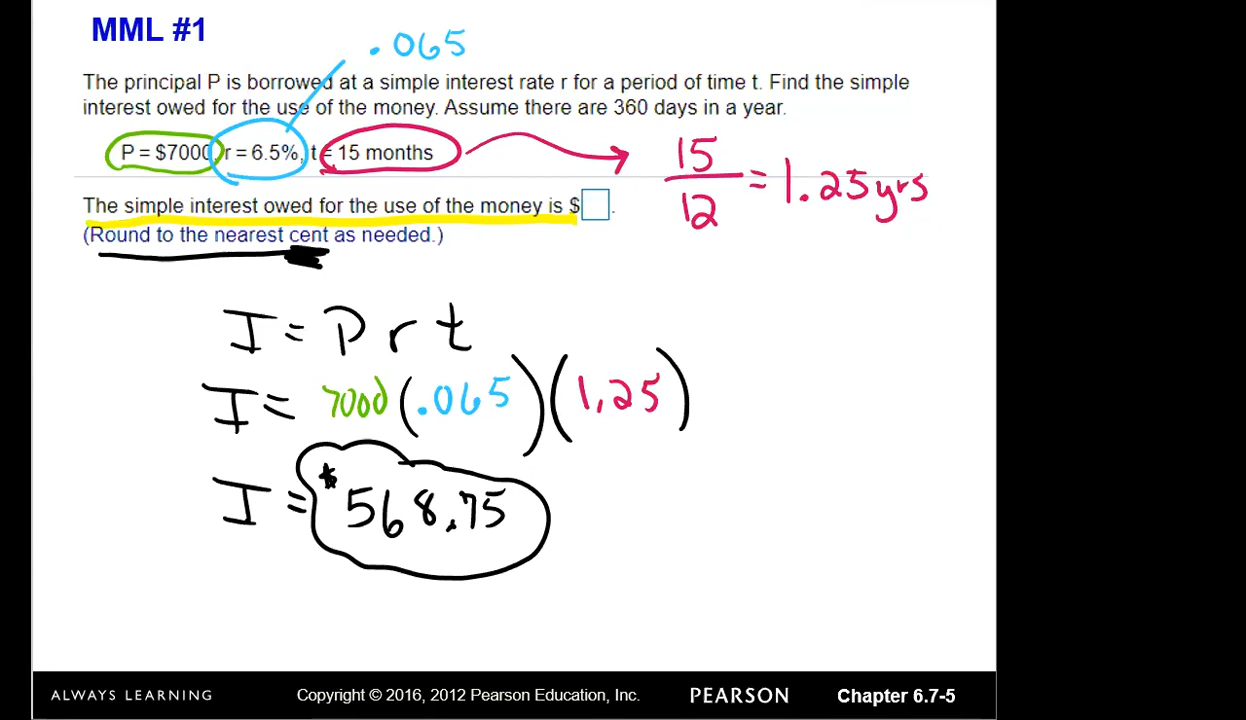 MML #1
.065
The principal P is borrowed at a simple interest rate r for a period of time t. Find the simple
interest owed for the use of the money. Assume there are 360 days in a year.
P = $7000, r = 6.5%, t = 15 months
15
12
= 1.25 yrs
The simple interest owed for the use of the money is $ .
(Round to the nearest cent as needed.)
I = P r t
I = 7000 (.065) (1.25)
I = $568.75
ALWAYS LEARNING
Copyright © 2016, 2012 Pearson Education, Inc.
PEARSON
Chapter 6.7-5